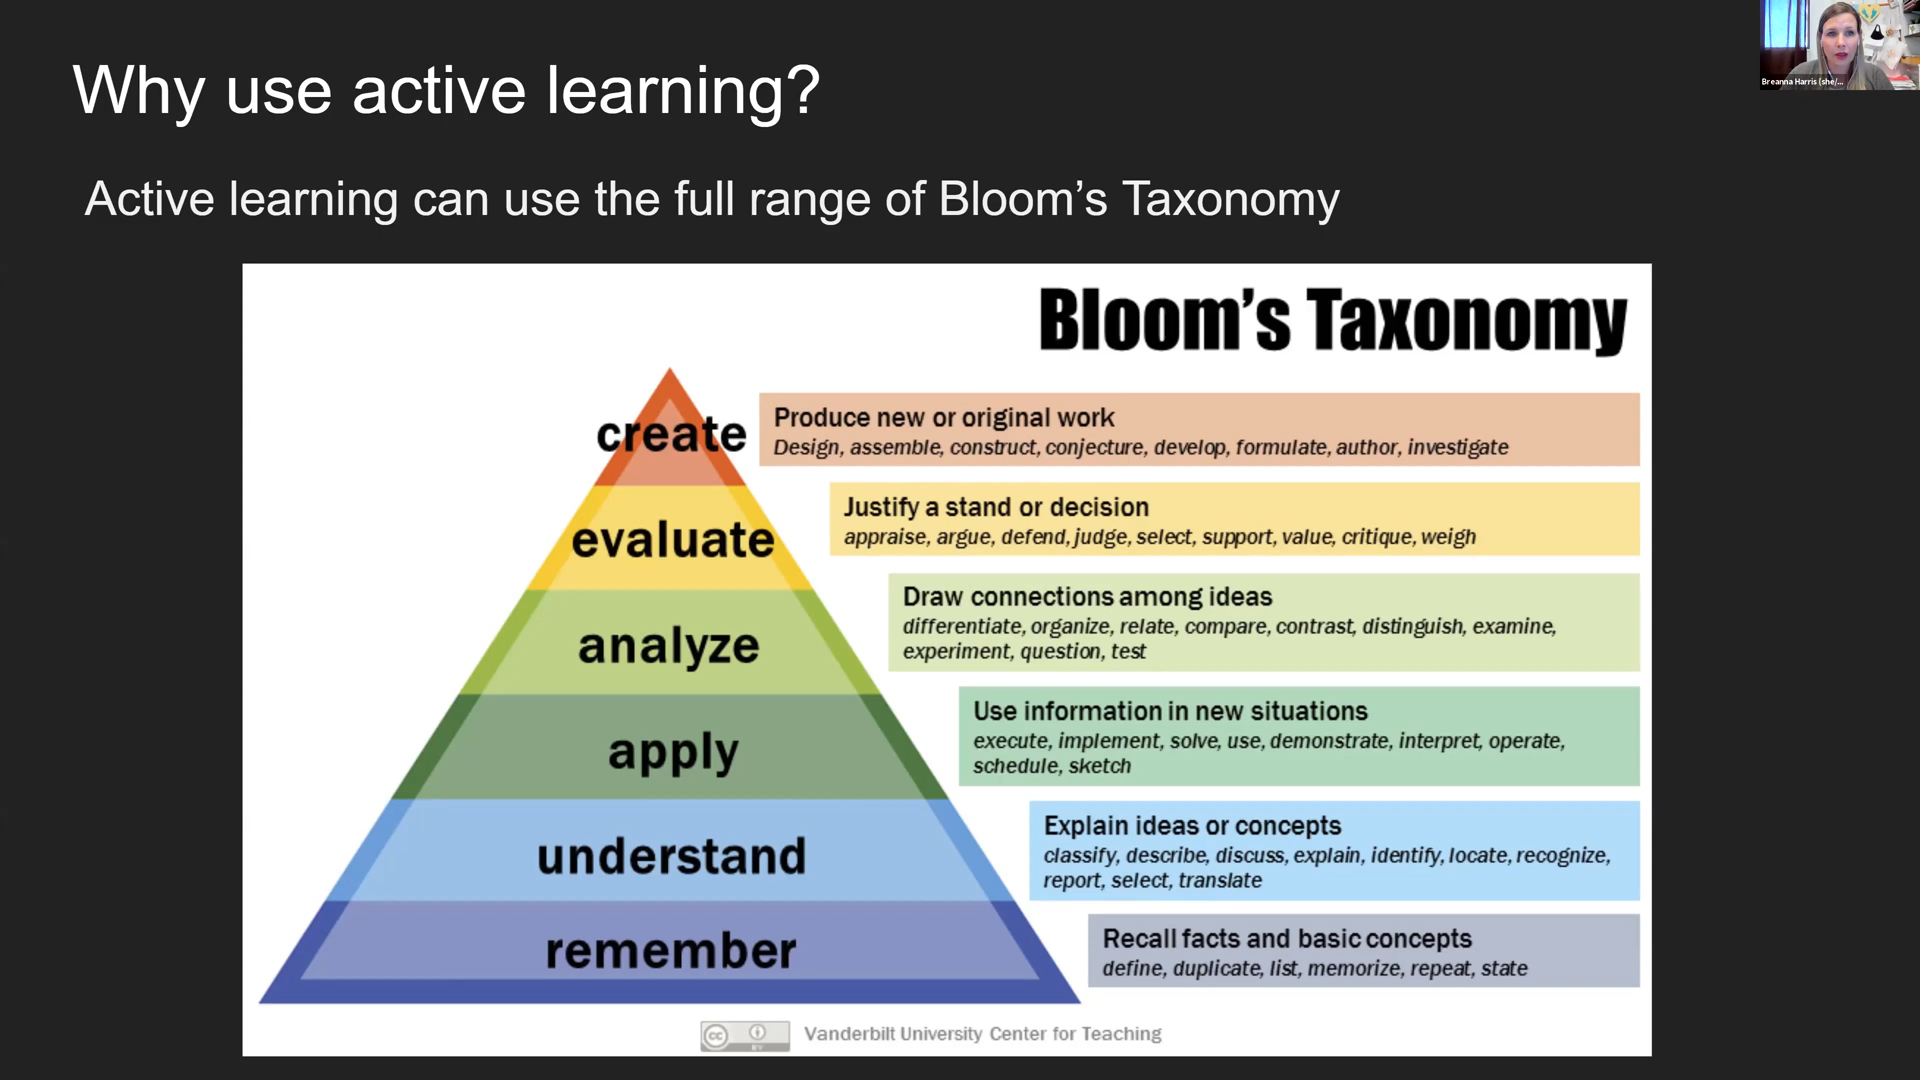 Why use active learning?
Breanna Harris (she/...
Active learning can use the full range of Bloom's Taxonomy
Bloom's Taxonomy
create
Produce new or original work
Design, assemble, construct, conjecture, develop, formulate, author, investigate
evaluate
Justify a stand or decision
appraise, argue, defend, judge, select, support, value, critique, weigh
analyze
Draw connections among ideas
differentiate, organize, relate, compare, contrast, distinguish, examine,
experiment, question, test
apply
Use information in new situations
execute, implement, solve, use, demonstrate, interpret, operate,
schedule, sketch
understand
Explain ideas or concepts
classify, describe, discuss, explain, identify, locate, recognize,
report, select, translate
remember
Recall facts and basic concepts
define, duplicate, list, memorize, repeat, state
cc BY
Vanderbilt University Center for Teaching